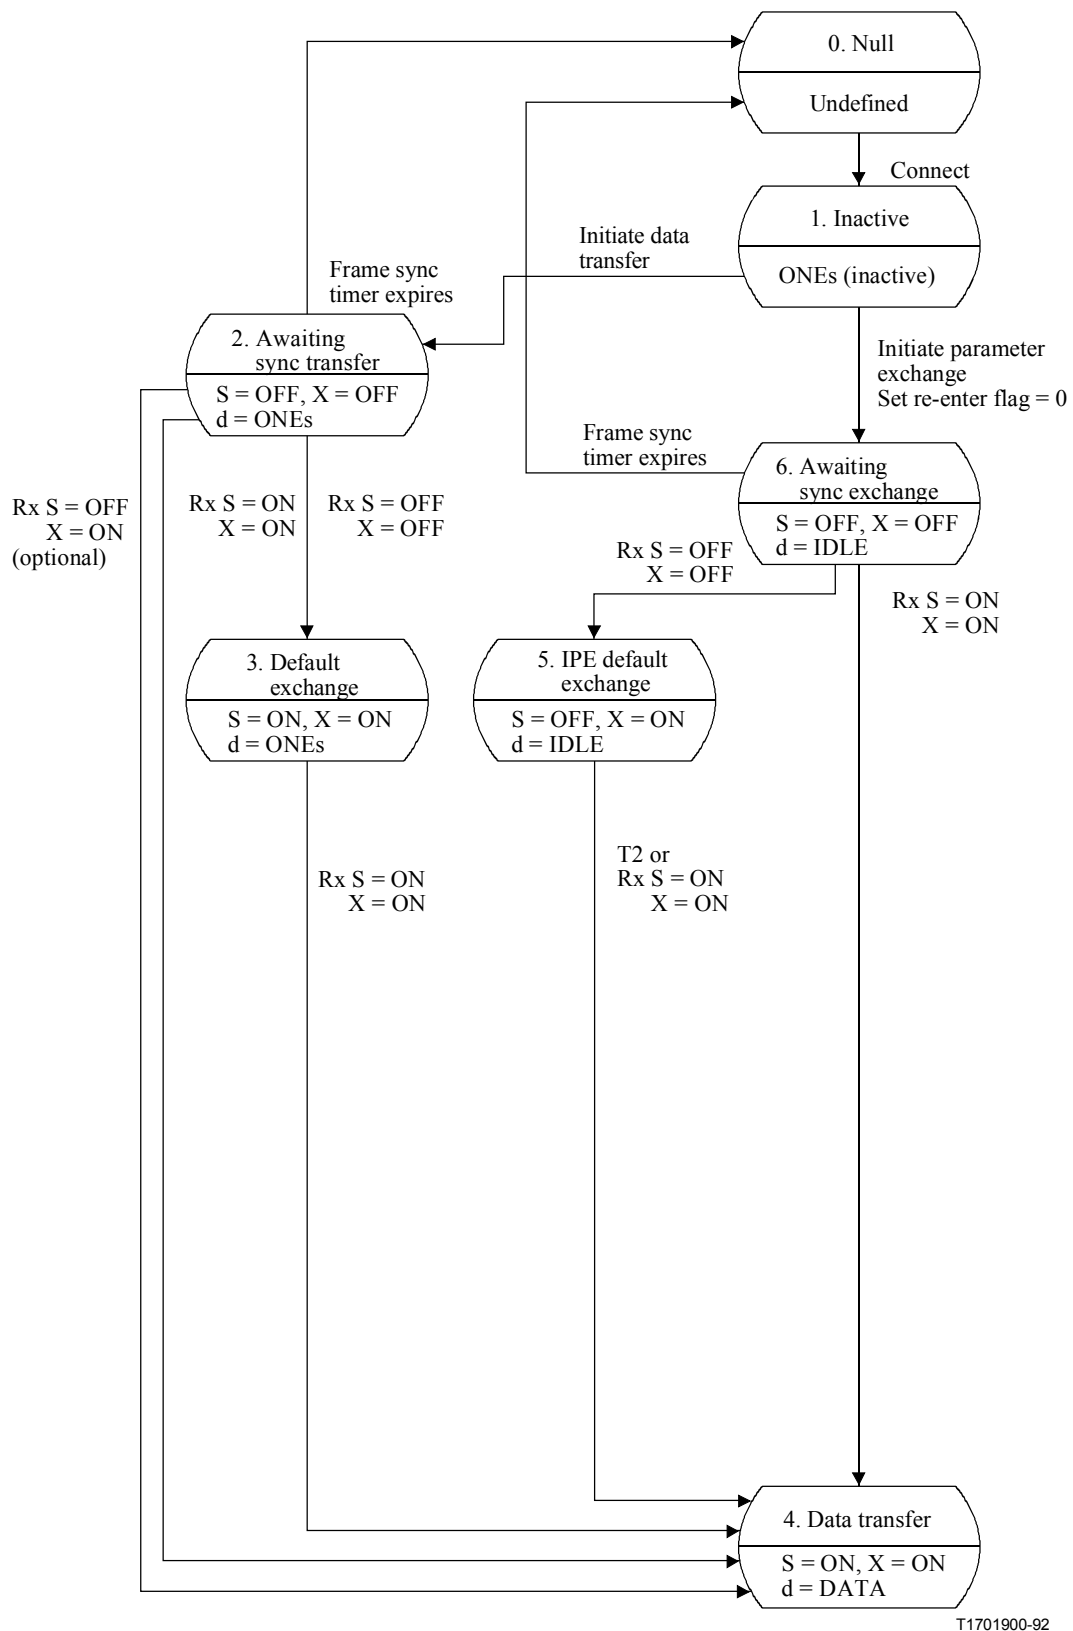 0. Null
Undefined
Connect
1. Inactive
ONEs (inactive)
Initiate data
transfer
Frame sync
timer expires
2. Awaiting
sync transfer
S = OFF, X = OFF
d = ONEs
Initiate parameter
exchange
Set re-enter flag = 0
Frame sync
timer expires
6. Awaiting
sync exchange
S = OFF, X = OFF
d = IDLE
Rx S = OFF
X = ON
(optional)
Rx S = ON
X = ON
Rx S = OFF
X = OFF
Rx S = OFF
X = OFF
Rx S = ON
X = ON
3. Default
exchange
S = ON, X = ON
d = ONEs
5. IPE default
exchange
S = OFF, X = ON
d = IDLE
Rx S = ON
X = ON
T2 or
Rx S = ON
X = ON
4. Data transfer
S = ON, X = ON
d = DATA
T1701900-92